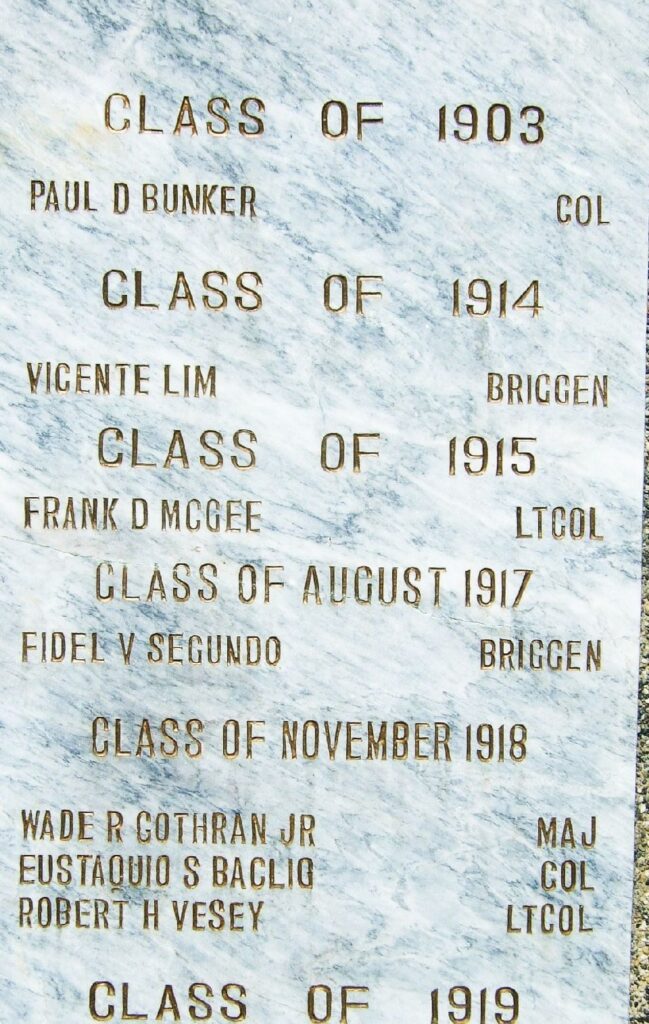 CLASS OF 1903
PAUL D BUNKER COL
CLASS OF 1914
VICENTE LIM BRIGGEN
CLASS OF 1915
FRANK D MCGEE LTCOL
CLASS OF AUGUST 1917
FIDEL V SEGUNDO BRIGGEN
CLASS OF NOVEMBER 1918
WADE R COTHRAN JR MAJ
EUSTAQUIO S BACLIG COL
ROBERT H VESEY LTCOL
CLASS OF 1919